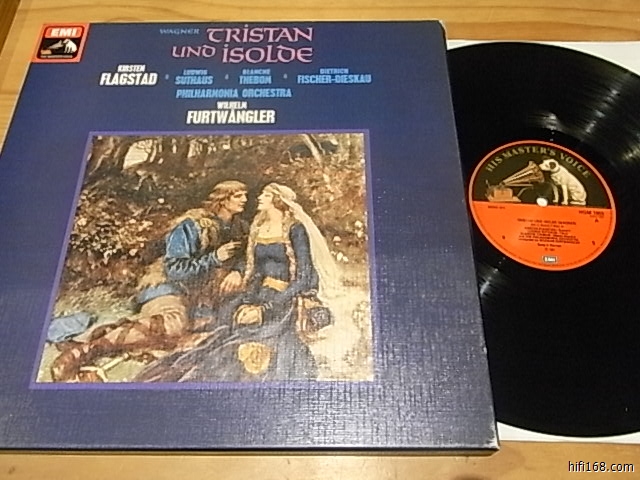 EMI
WAGNER
TRISTAN
UND ISOLDE
KIRSTEN
FLAGSTAD
LUDWIG
SUTHAUS
BLANCHE
THEBOM
DIETRICH
FISCHER-DIESKAU
PHILHARMONIA ORCHESTRA
WILHELM
FURTWÄNGLER
HIS MASTER'S VOICE
EMI
hifi168.com